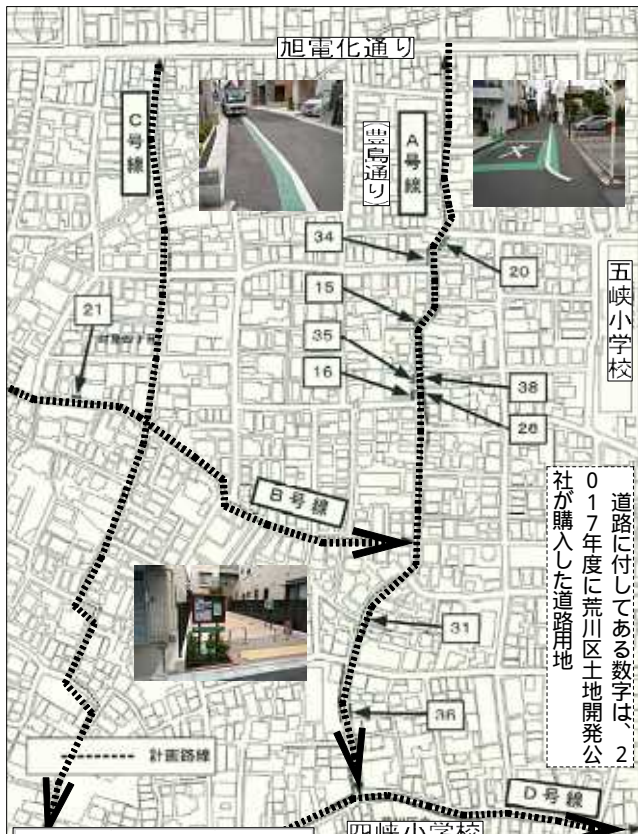 旭電化通り
C号線
豊島通り
A号線
34
20
五峡小学校
15
21
35
16
38
28
B号線
道路に付してある数字は、2
017年度に荒川区土地開発公
社が購入した道路用地
31
36
計画路線
D号線
四峡小学校